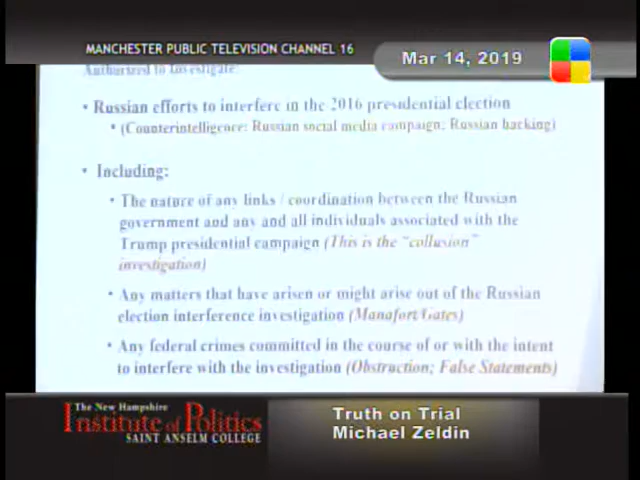 MANCHESTER PUBLIC TELEVISION CHANNEL 16
Mar 14, 2019
Authorized to Investigate:
• Russian efforts to interfere in the 2016 presidential election
• (Counterintelligence: Russian social media campaign; Russian hacking)
• Including:
• The nature of any links / coordination between the Russian
government and any and all individuals associated with the
Trump presidential campaign (This is the "collusion"
investigation)
• Any matters that have arisen or might arise out of the Russian
election interference investigation (Manafort/Gates)
• Any federal crimes committed in the course of or with the intent
to interfere with the investigation (Obstruction; False Statements)
The New Hampshire
Institute of Politics
SAINT ANSELM COLLEGE
Truth on Trial
Michael Zeldin